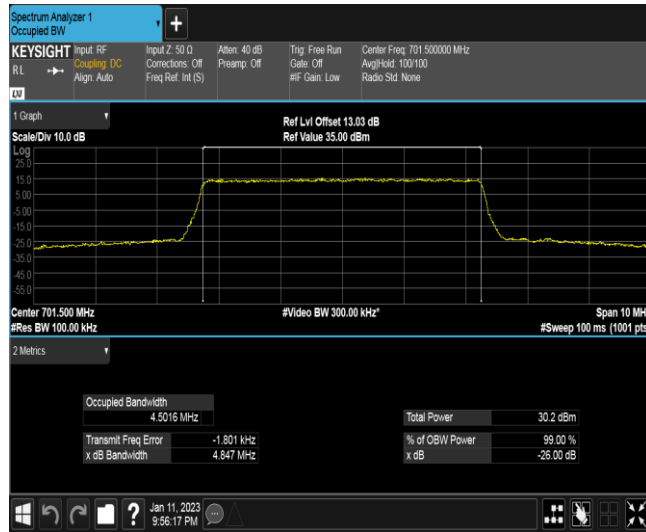 Spectrum Analyzer 1
Occupied BW
KEYSIGHT
RL
LXI
Input: RF
Coupling: DC
Align: Auto
Input Z: 50 Ω
Corrections: Off
Freq Ref: Int (S)
Atten: 40 dB
Preamp: Off
Trig: Free Run
Gate: Off
#IF Gain: Low
Center Freq: 701.500000 MHz
Avg|Hold: 100/100
Radio Std: None
1 Graph
Scale/Div 10.0 dB
Ref Lvl Offset 13.03 dB
Ref Value 35.00 dBm
Log
25.0
15.0
5.00
-5.00
-15.0
-25.0
-35.0
-45.0
-55.0
Center 701.500 MHz
#Res BW 100.00 kHz
#Video BW 300.00 kHz*
Span 10 MH
#Sweep 100 ms (1001 pts
2 Metrics
Occupied Bandwidth
4.5016 MHz
Transmit Freq Error -1.801 kHz
x dB Bandwidth 4.847 MHz
Total Power 30.2 dBm
% of OBW Power 99.00 %
x dB -26.00 dB
Jan 11, 2023
9:56:17 PM